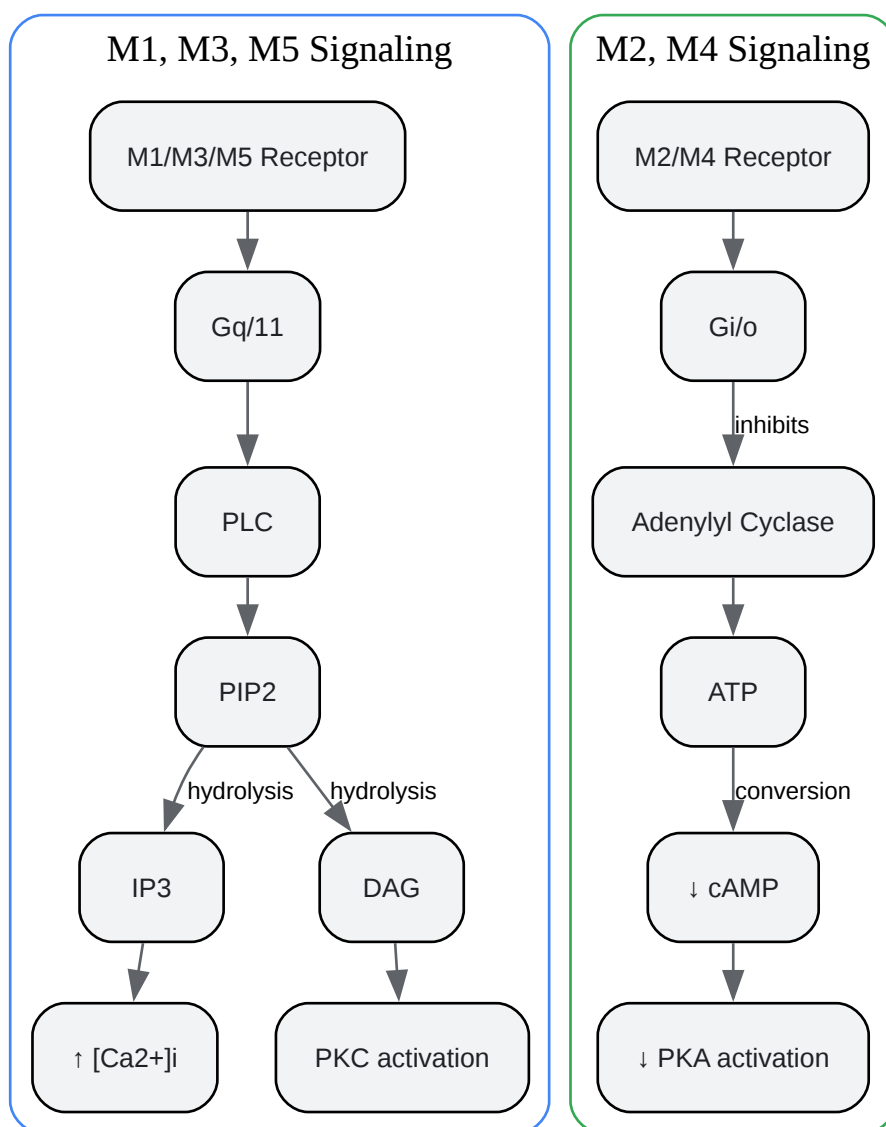 M1, M3, M5 Signaling
M1/M3/M5 Receptor
Gq/11
PLC
PIP2
hydrolysis
hydrolysis
IP3
DAG
↑ [Ca2+]i
PKC activation
M2, M4 Signaling
M2/M4 Receptor
Gi/o
inhibits
Adenylyl Cyclase
ATP
conversion
↓ cAMP
↓ PKA activation